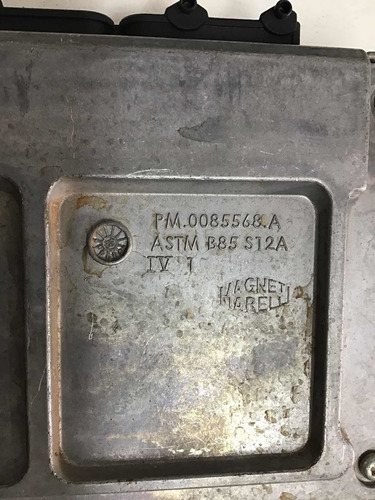 PM.0085568.A
ASTM B85 S12A
IV 1
MAGNETI
MARELLI